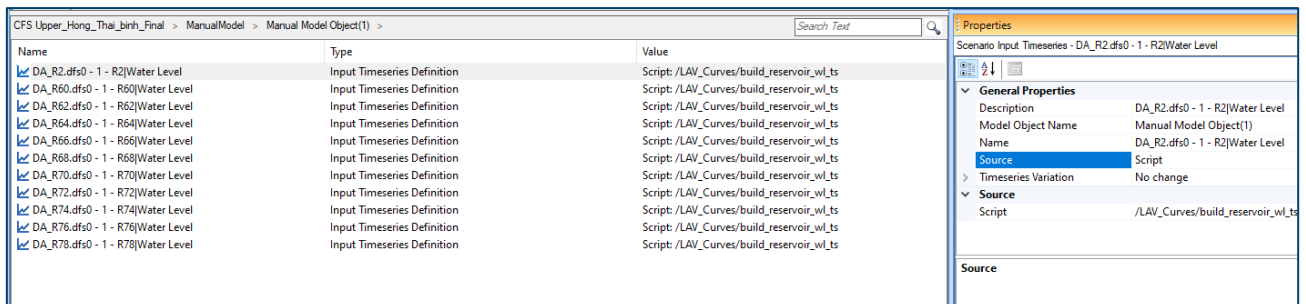 CFS Upper_Hong_Thai_binh_Final > ManualModel > Manual Model Object(1) > Search Text
Name Type Value
DA_R2.dfs0 - 1 - R2|Water Level Input Timeseries Definition Script: /LAV_Curves/build_reservoir_wl_ts
DA_R60.dfs0 - 1 - R60|Water Level Input Timeseries Definition Script: /LAV_Curves/build_reservoir_wl_ts
DA_R62.dfs0 - 1 - R62|Water Level Input Timeseries Definition Script: /LAV_Curves/build_reservoir_wl_ts
DA_R64.dfs0 - 1 - R64|Water Level Input Timeseries Definition Script: /LAV_Curves/build_reservoir_wl_ts
DA_R66.dfs0 - 1 - R66|Water Level Input Timeseries Definition Script: /LAV_Curves/build_reservoir_wl_ts
DA_R68.dfs0 - 1 - R68|Water Level Input Timeseries Definition Script: /LAV_Curves/build_reservoir_wl_ts
DA_R70.dfs0 - 1 - R70|Water Level Input Timeseries Definition Script: /LAV_Curves/build_reservoir_wl_ts
DA_R72.dfs0 - 1 - R72|Water Level Input Timeseries Definition Script: /LAV_Curves/build_reservoir_wl_ts
DA_R74.dfs0 - 1 - R74|Water Level Input Timeseries Definition Script: /LAV_Curves/build_reservoir_wl_ts
DA_R76.dfs0 - 1 - R76|Water Level Input Timeseries Definition Script: /LAV_Curves/build_reservoir_wl_ts
DA_R78.dfs0 - 1 - R78|Water Level Input Timeseries Definition Script: /LAV_Curves/build_reservoir_wl_ts
Properties
Scenario Input Timeseries - DA_R2.dfs0 - 1 - R2|Water Level
General Properties
Description DA_R2.dfs0 - 1 - R2|Water Level
Model Object Name Manual Model Object(1)
Name DA_R2.dfs0 - 1 - R2|Water Level
Source Script
Timeseries Variation No change
Source
Script /LAV_Curves/build_reservoir_wl_ts
Source